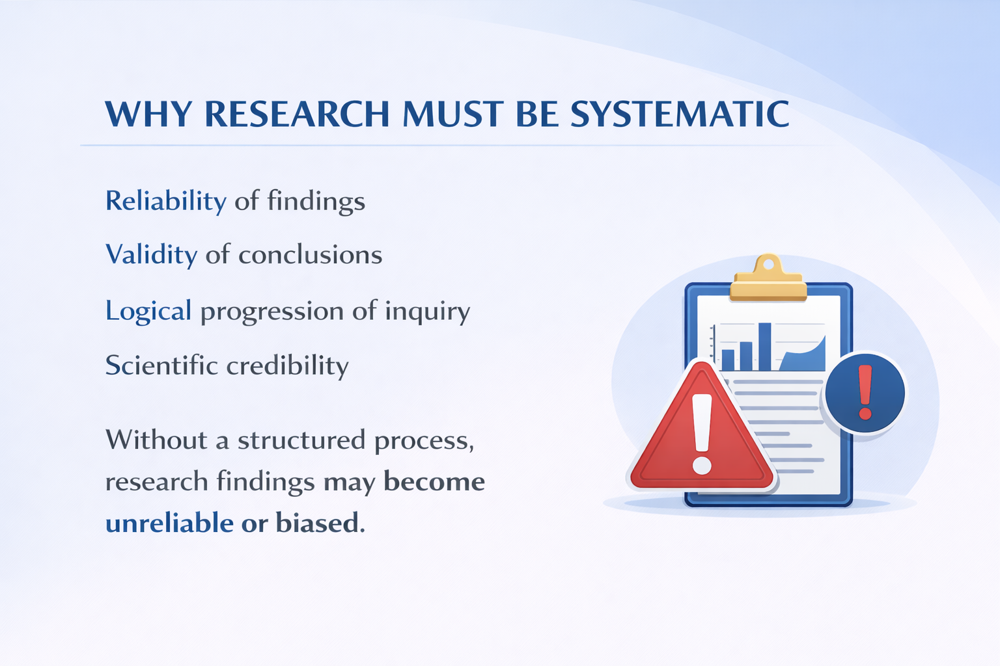 WHY RESEARCH MUST BE SYSTEMATIC
Reliability of findings
Validity of conclusions
Logical progression of inquiry
Scientific credibility
Without a structured process,
research findings may become
unreliable or biased.